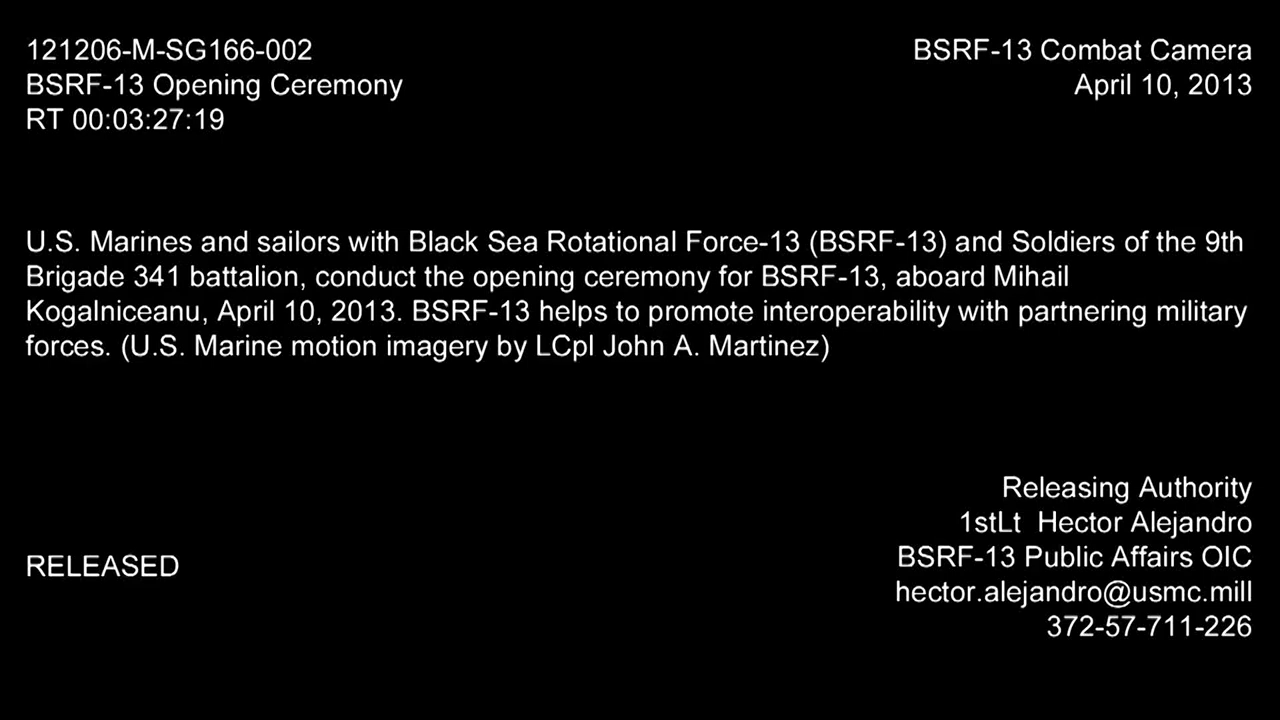 121206-M-SG166-002
BSRF-13 Opening Ceremony
RT 00:03:27:19
BSRF-13 Combat Camera
April 10, 2013
U.S. Marines and sailors with Black Sea Rotational Force-13 (BSRF-13) and Soldiers of the 9th
Brigade 341 battalion, conduct the opening ceremony for BSRF-13, aboard Mihail
Kogalniceanu, April 10, 2013. BSRF-13 helps to promote interoperability with partnering military
forces. (U.S. Marine motion imagery by LCpl John A. Martinez)
RELEASED
Releasing Authority
1stLt  Hector Alejandro
BSRF-13 Public Affairs OIC
hector.alejandro@usmc.mill
372-57-711-226